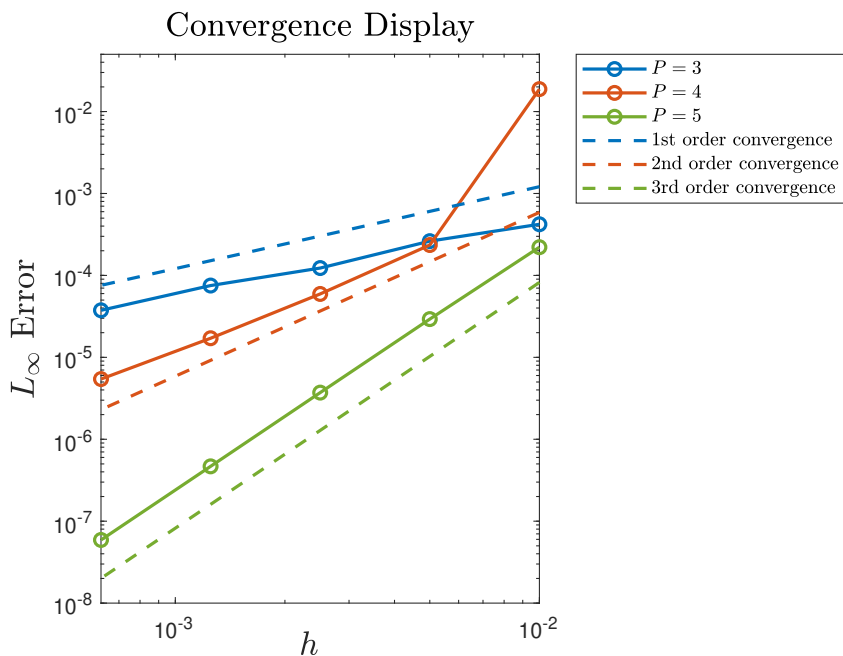 Convergence Display
P = 3
P = 4
P = 5
1st order convergence
2nd order convergence
3rd order convergence
L∞ Error
10⁻²
10⁻³
10⁻⁴
10⁻⁵
10⁻⁶
10⁻⁷
10⁻⁸
10⁻³
10⁻²
h